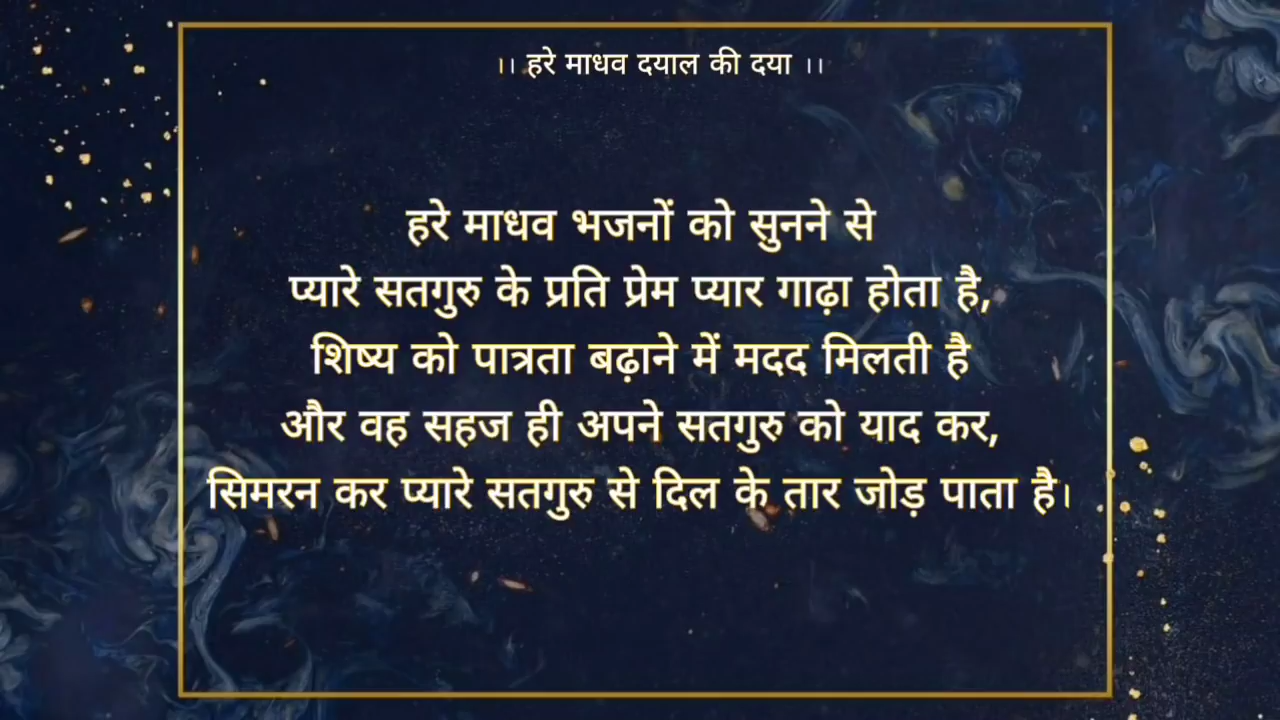 ।। हरे माधव दयाल की दया ।।
हरे माधव भजनों को सुनने से
प्यारे सतगुरु के प्रति प्रेम प्यार गाढ़ा होता है,
शिष्य को पात्रता बढ़ाने में मदद मिलती है
और वह सहज ही अपने सतगुरु को याद कर,
सिमरन कर प्यारे सतगुरु से दिल के तार जोड़ पाता है।